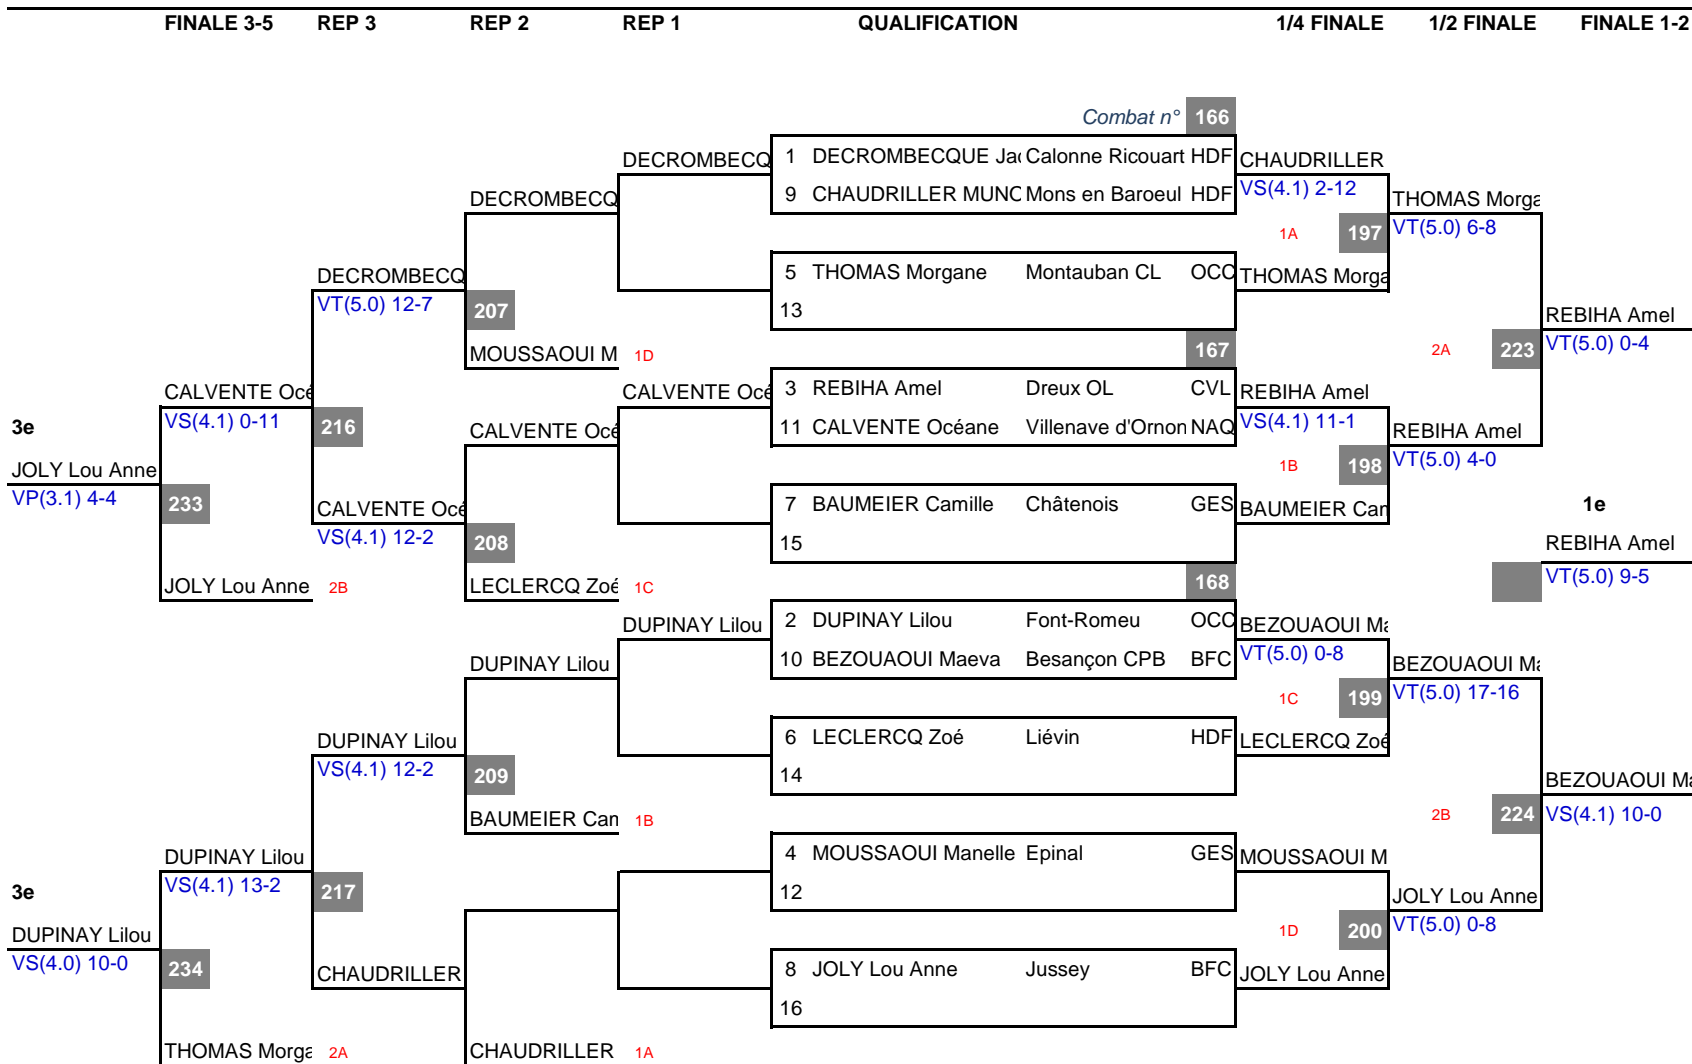 FINALE 3-5 REP 3 REP 2 REP 1 QUALIFICATION 1/4 FINALE 1/2 FINALE FINALE 1-2
Combat n° 166
DECROMBECQ 1 DECROMBECQUE Jac Calonne Ricouart HDF CHAUDRILLER
DECROMBECQ 9 CHAUDRILLER MUNC Mons en Baroeul HDF VS(4.1) 2-12 THOMAS Morga
1A 197 VT(5.0) 6-8
DECROMBECQ 5 THOMAS Morgane Montauban CL OCC THOMAS Morga
VT(5.0) 12-7 207 13 REBIHA Amel
MOUSSAOUI M 1D 167 2A 223 VT(5.0) 0-4
CALVENTE Océ CALVENTE Océ 3 REBIHA Amel Dreux OL CVL REBIHA Amel
3e VS(4.1) 0-11 216 CALVENTE Océ 11 CALVENTE Océane Villenave d'Ornon NAQ VS(4.1) 11-1 REBIHA Amel
JOLY Lou Anne 1B 198 VT(5.0) 4-0
VP(3.1) 4-4 233 CALVENTE Océ 7 BAUMEIER Camille Châtenois GES BAUMEIER Cam 1e
VS(4.1) 12-2 208 15 REBIHA Amel
JOLY Lou Anne 2B LECLERCQ Zoé 1C 168 VT(5.0) 9-5
DUPINAY Lilou 2 DUPINAY Lilou Font-Romeu OCC BEZOUAOUI Ma
DUPINAY Lilou 10 BEZOUAOUI Maeva Besançon CPB BFC VT(5.0) 0-8 BEZOUAOUI Ma
1C 199 VT(5.0) 17-16
DUPINAY Lilou 6 LECLERCQ Zoé Liévin HDF LECLERCQ Zoé
VS(4.1) 12-2 209 14 BEZOUAOUI Ma
BAUMEIER Cam 1B 2B 224 VS(4.1) 10-0
DUPINAY Lilou 4 MOUSSAOUI Manelle Epinal GES MOUSSAOUI M
3e VS(4.1) 13-2 217 12 JOLY Lou Anne
DUPINAY Lilou 1D 200 VT(5.0) 0-8
VS(4.0) 10-0 234 CHAUDRILLER 8 JOLY Lou Anne Jussey BFC JOLY Lou Anne
16
THOMAS Morga 2A CHAUDRILLER 1A